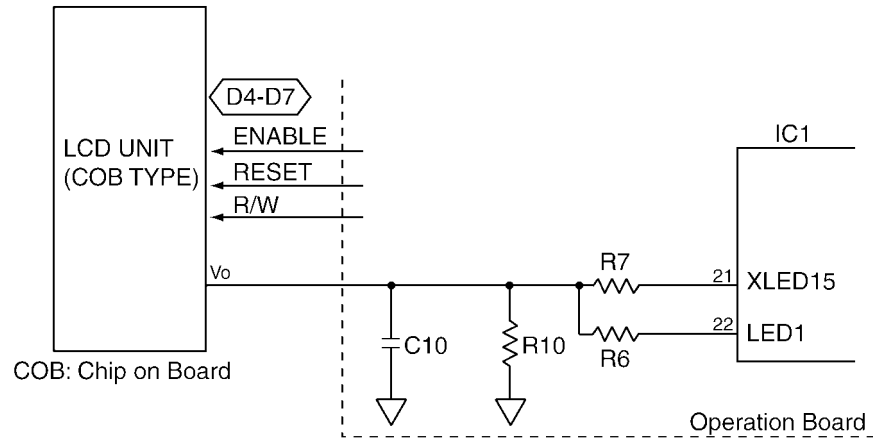 D4-D7
ENABLE
LCD UNIT
(COB TYPE)
RESET
R/W
IC1
Vo
R7
21
XLED15
22
LED1
C10
R10
R6
COB: Chip on Board
Operation Board